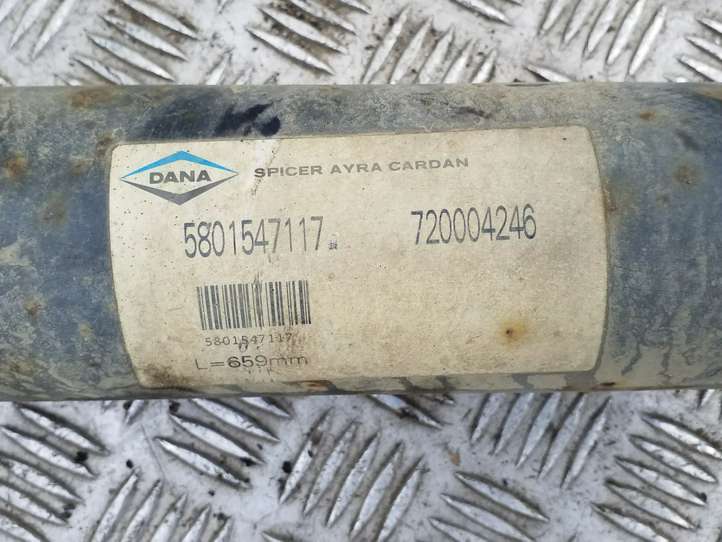 DANA SPICER AYRA CARDAN
5801547117 720004246
5801547117
L=659mm